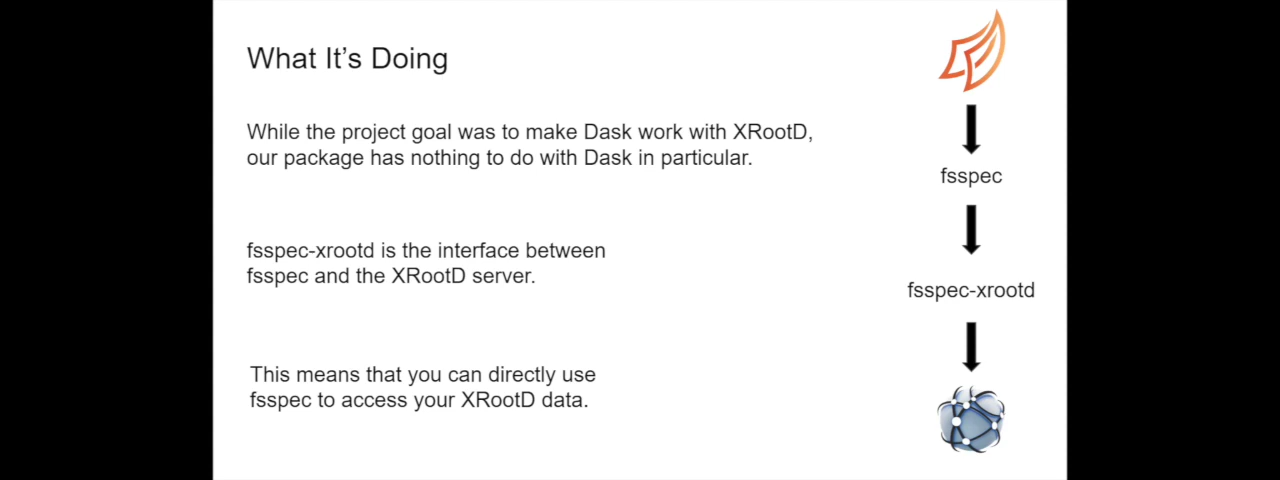 What It’s Doing
While the project goal was to make Dask work with XRootD,
our package has nothing to do with Dask in particular.
fsspec-xrootd is the interface between
fsspec and the XRootD server.
This means that you can directly use
fsspec to access your XRootD data.
fsspec
fsspec-xrootd